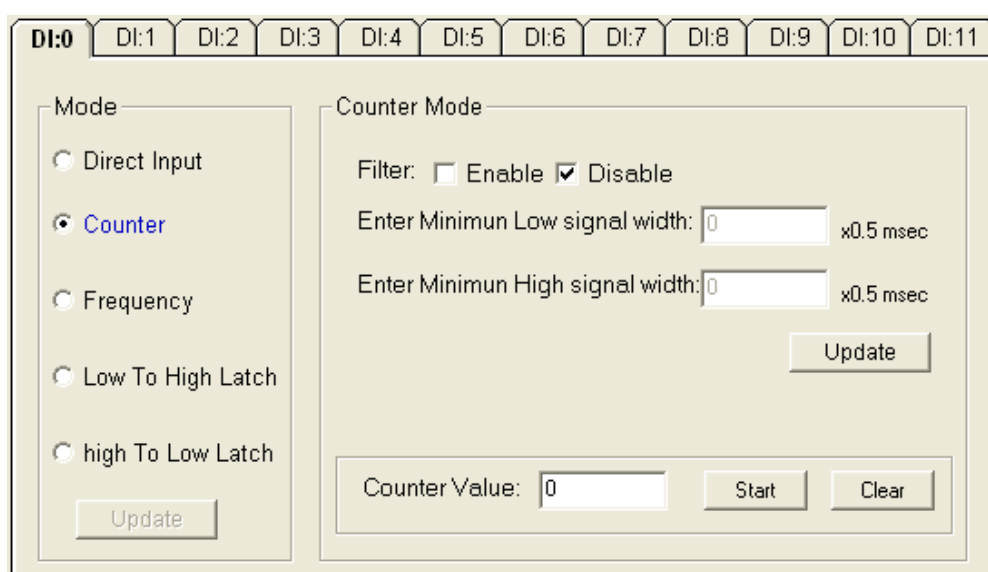 DI:0 DI:1 DI:2 DI:3 DI:4 DI:5 DI:6 DI:7 DI:8 DI:9 DI:10 DI:11
Mode
Direct Input
Counter
Frequency
Low To High Latch
high To Low Latch
Update
Counter Mode
Filter: Enable Disable
Enter Minimun Low signal width: 0 x0.5 msec
Enter Minimun High signal width: 0 x0.5 msec
Update
Counter Value: 0 Start Clear